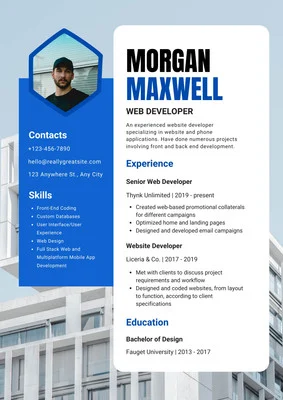 MORGAN
MAXWELL
WEB DEVELOPER
An experienced website developer
specializing in website and phone
applications. Have done numerous projects
involving front and back end development.
Contacts
+123-456-7890
hello@reallygreatsite.com
123 Anywhere St., Any City
Skills
• Front-End Coding
• Custom Databases
• User Interface/User
Experience
• Web Design
• Full Stack Web and
Multiplatform Mobile App
Development
Experience
Senior Web Developer
Thynk Unlimited | 2019 - present
• Created web-based promotional collaterals
for different campaigns
• Optimized home and landing pages
• Designed and developed email campaigns
Website Developer
Liceria & Co. | 2017 - 2019
• Met with clients to discuss project
requirements and workflow
• Designed and coded websites, from layout
to function, according to client
specifications
Education
Bachelor of Design
Fauget University | 2013 - 2017